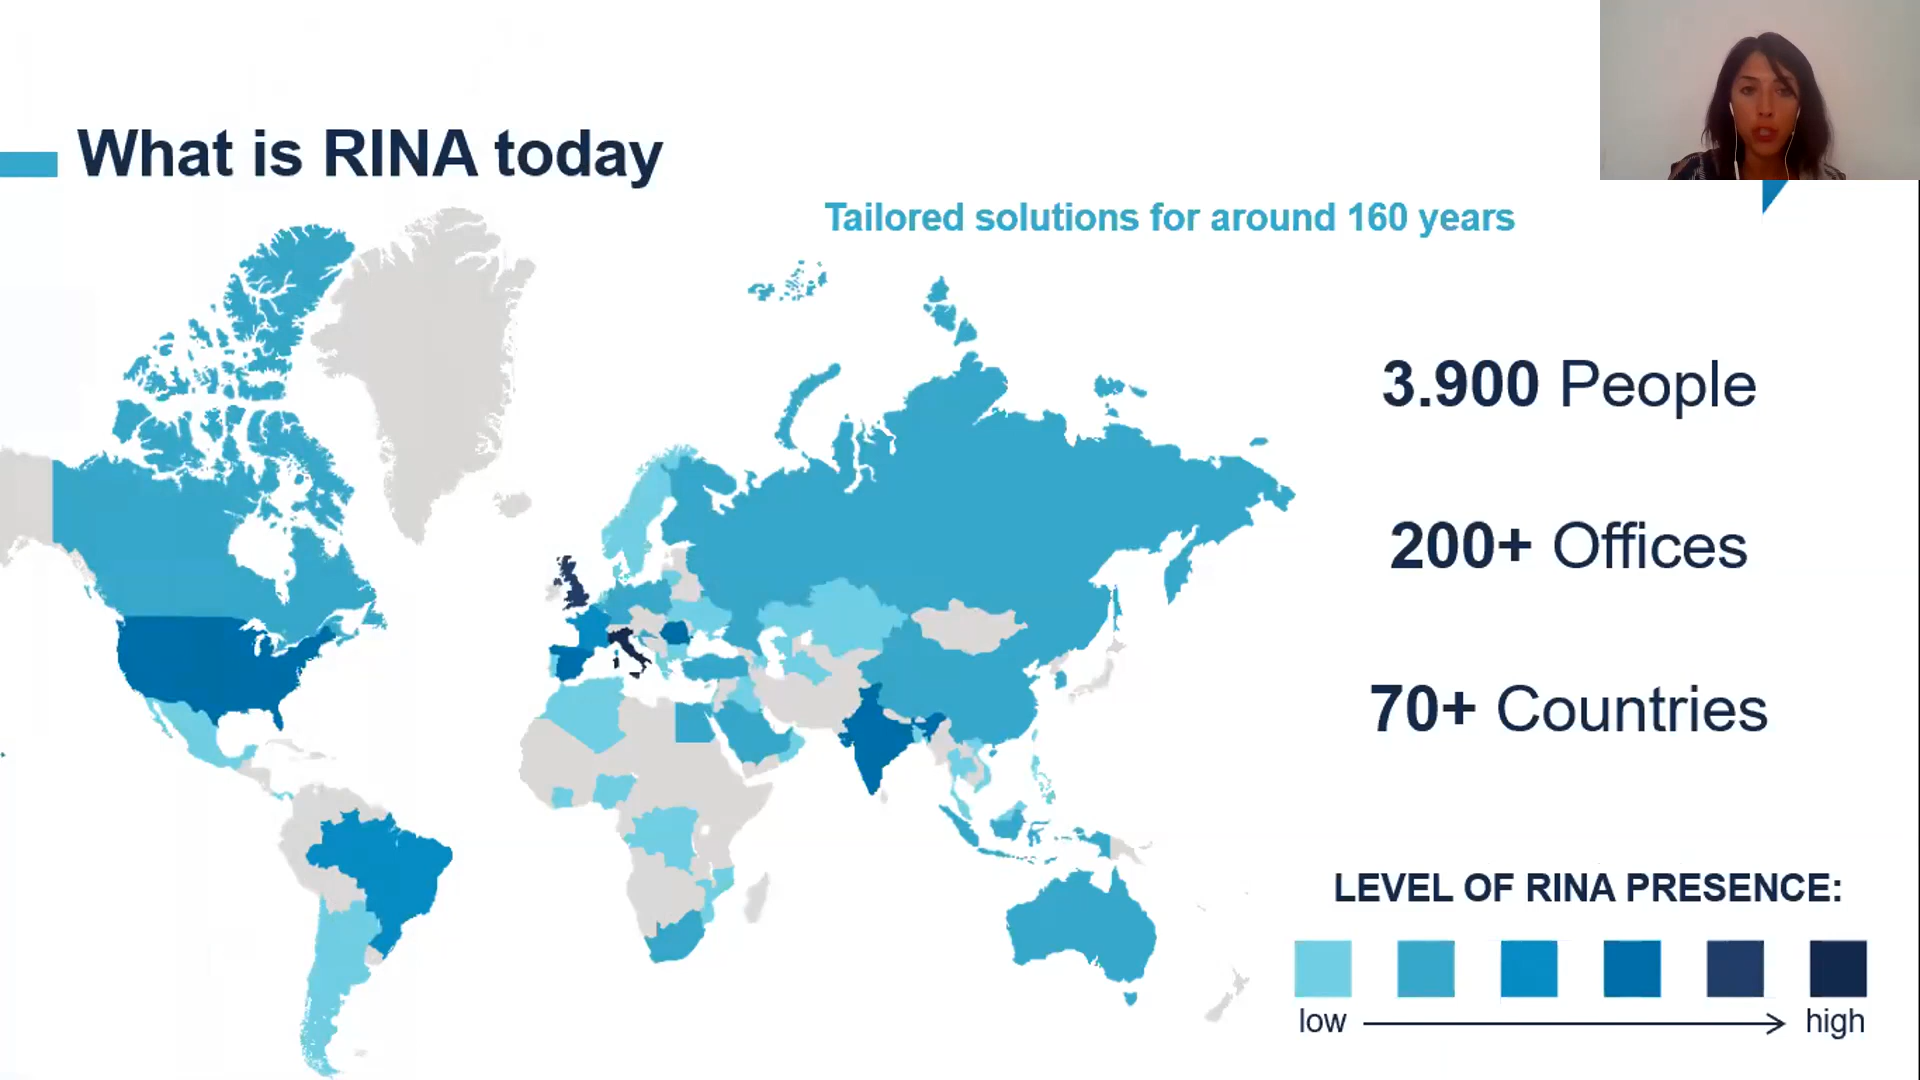 What is RINA today
Tailored solutions for around 160 years
3.900 People
200+ Offices
70+ Countries
LEVEL OF RINA PRESENCE:
low high